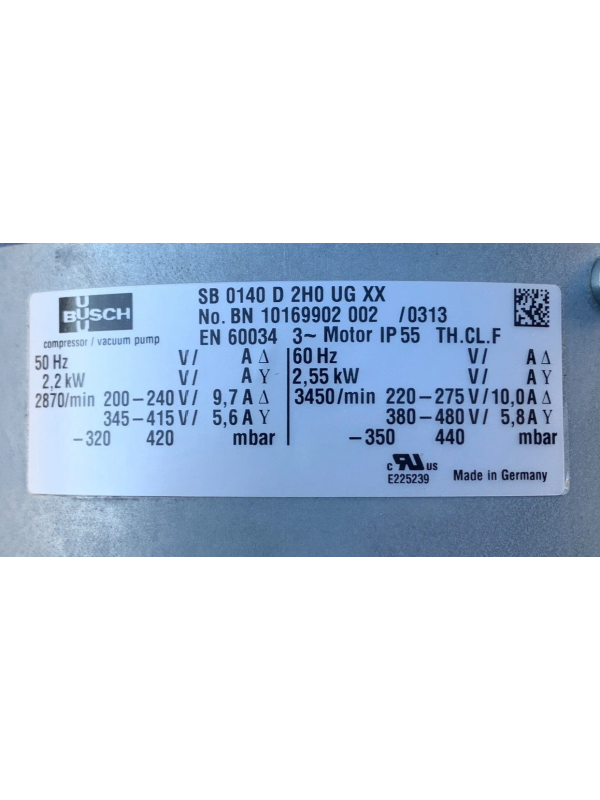 BUSCH
compressor / vacuum pump
SB 0140 D 2H0 UG XX
No. BN 10169902 002 /0313
EN 60034 3~ Motor IP 55 TH.CL.F
50 Hz V/ A Δ
2,2 kW V/ A Y
2870/min 200–240 V/ 9,7 A Δ
345–415 V/ 5,6 A Y
–320 420 mbar
60 Hz V/ A Δ
2,55 kW V/ A Y
3450/min 220–275 V/10,0 A Δ
380–480 V/ 5,8 A Y
–350 440 mbar
c RU US
E225239
Made in Germany